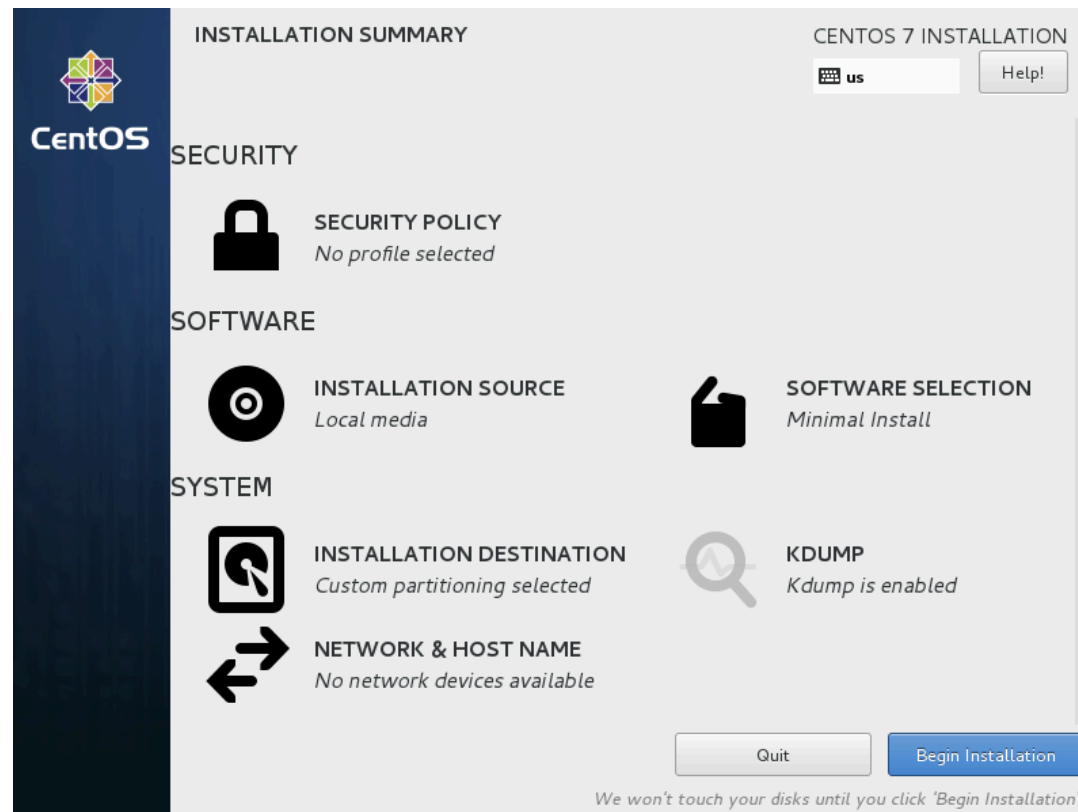 INSTALLATION SUMMARY
CENTOS 7 INSTALLATION
us
Help!
CentOS
SECURITY
SECURITY POLICY
No profile selected
SOFTWARE
INSTALLATION SOURCE
Local media
SOFTWARE SELECTION
Minimal Install
SYSTEM
INSTALLATION DESTINATION
Custom partitioning selected
KDUMP
Kdump is enabled
NETWORK & HOST NAME
No network devices available
Quit
Begin Installation
We won't touch your disks until you click 'Begin Installation'